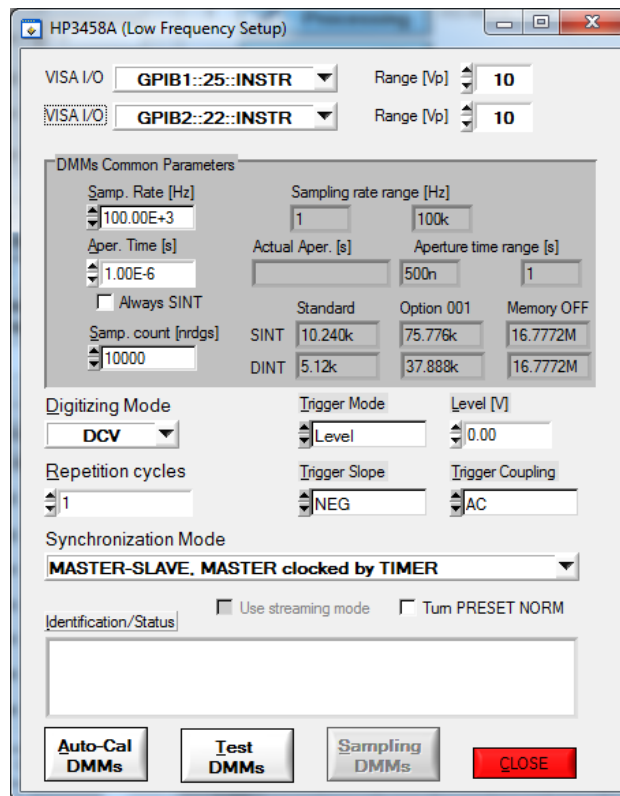 HP3458A (Low Frequency Setup)
VISA I/O GPIB1::25::INSTR Range [Vp] 10
VISA I/O GPIB2::22::INSTR Range [Vp] 10
DMMs Common Parameters
Samp. Rate [Hz] Sampling rate range [Hz]
100.00E+3 1 100k
Aper. Time [s] Actual Aper. [s] Aperture time range [s]
1.00E-6 500n 1
Always SINT
Standard Option 001 Memory OFF
Samp. count [nrdgs] SINT 10.240k 75.776k 16.7772M
10000 DINT 5.12k 37.888k 16.7772M
Digitizing Mode Trigger Mode Level [V]
DCV Level 0.00
Repetition cycles Trigger Slope Trigger Coupling
1 NEG AC
Synchronization Mode
MASTER-SLAVE, MASTER clocked by TIMER
Use streaming mode Turn PRESET NORM
Identification/Status
Auto-Cal DMMs
Test DMMs
Sampling DMMs
CLOSE